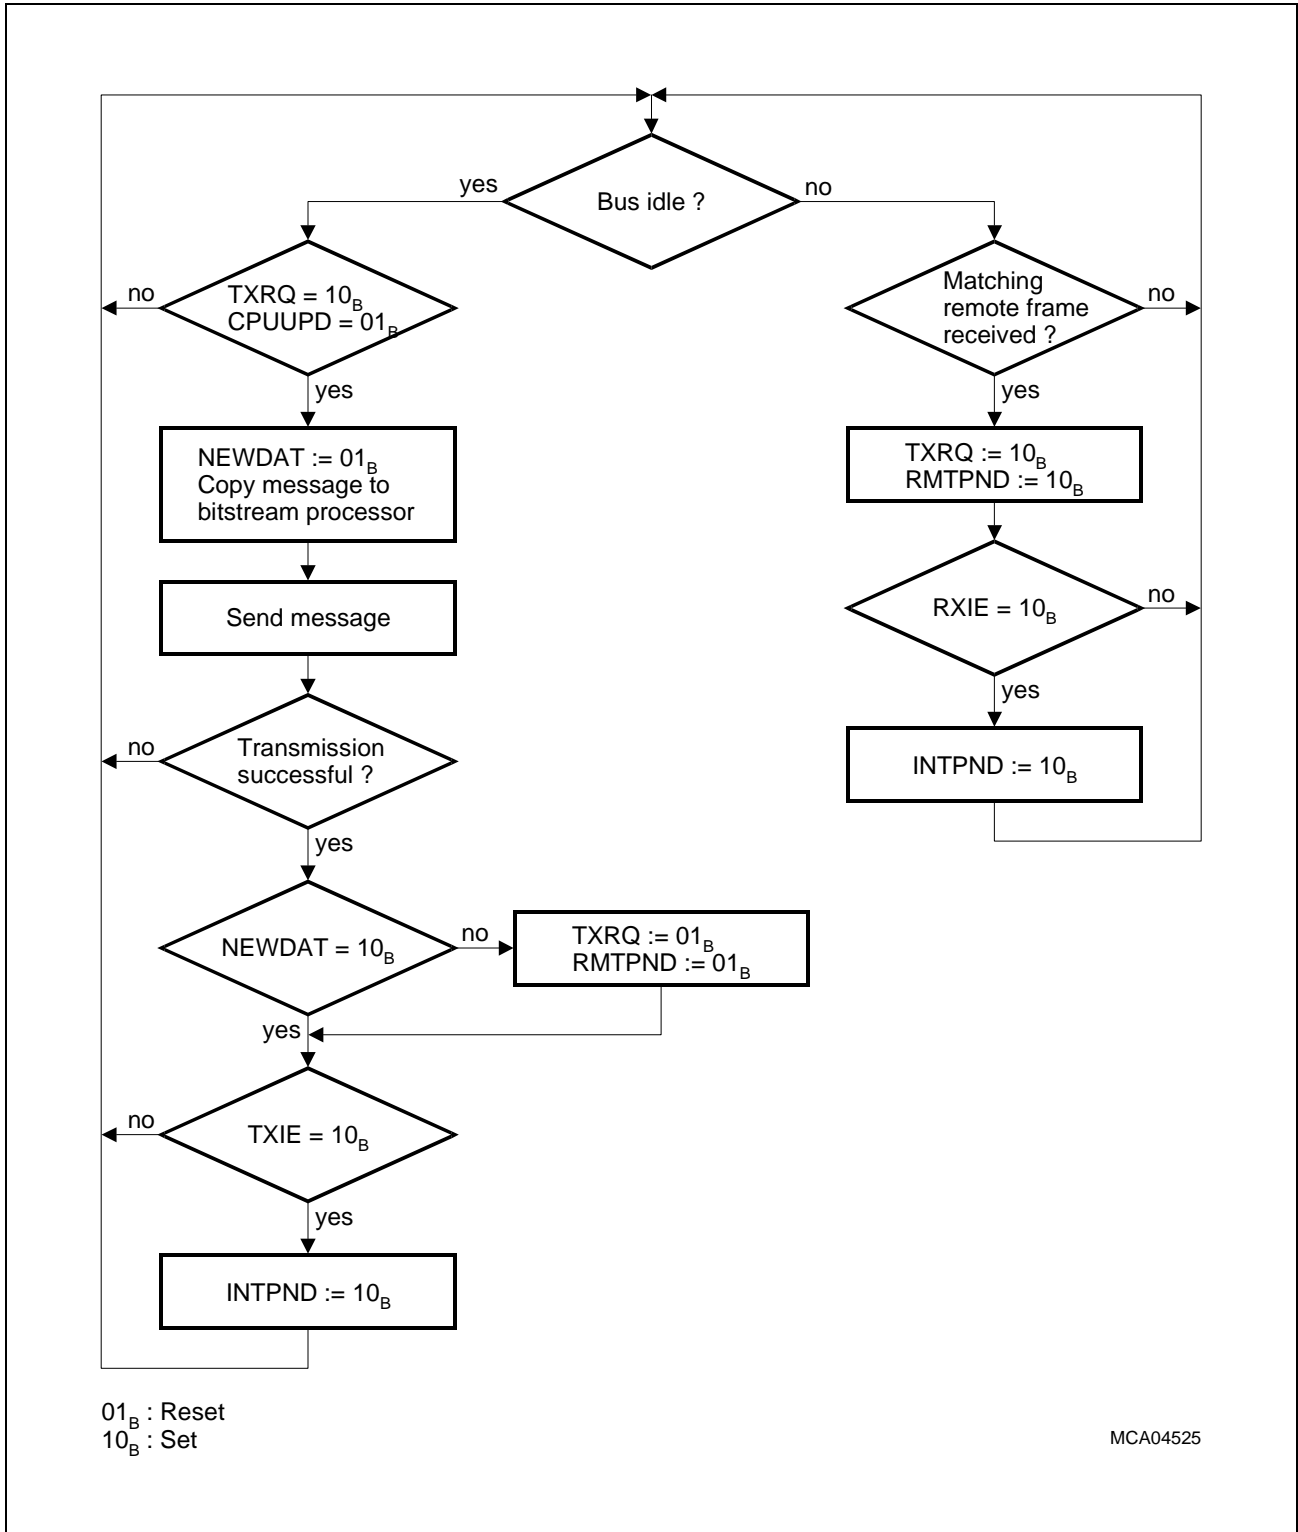 Bus idle ?
yes
no
TXRQ = 10B
CPUUPD = 01B
no
yes
NEWDAT := 01B
Copy message to
bitstream processor
Send message
Transmission
successful ?
no
yes
NEWDAT = 10B
no
TXRQ := 01B
RMTPND := 01B
yes
TXIE = 10B
no
yes
INTPND := 10B
Matching
remote frame
received ?
no
yes
TXRQ := 10B
RMTPND := 10B
RXIE = 10B
no
yes
INTPND := 10B
01B : Reset
10B : Set
MCA04525